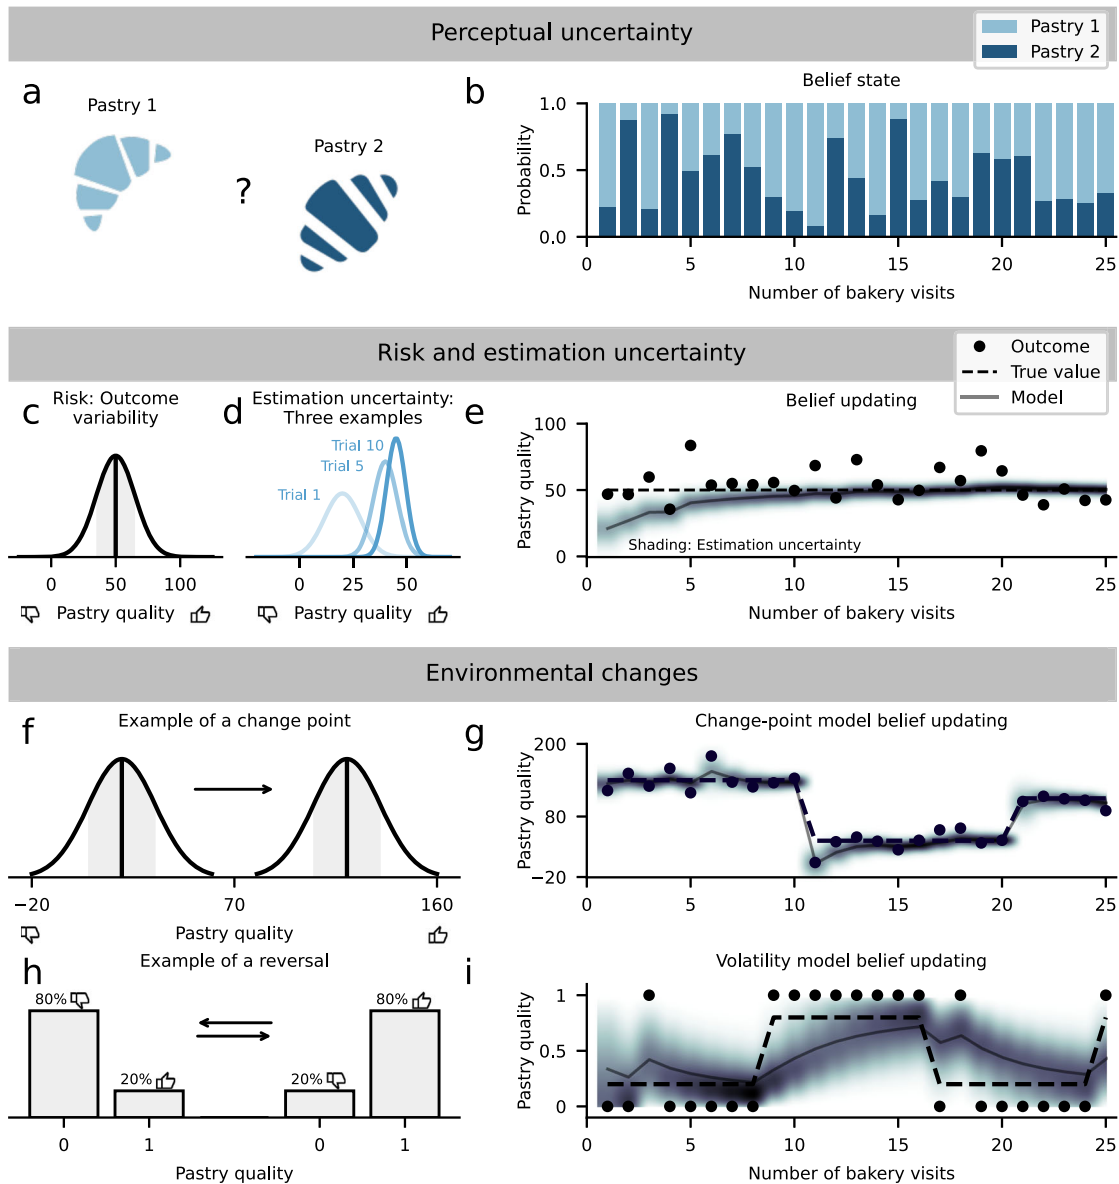 Perceptual uncertainty
Pastry 1
Pastry 2
a
Pastry 1
?
Pastry 2
b
Belief state
Probability
1.0
0.5
0.0
0 5 10 15 20 25
Number of bakery visits
Risk and estimation uncertainty
Outcome
True value
Model
c
Risk: Outcome
variability
0 50 100
Pastry quality
d
Estimation uncertainty:
Three examples
Trial 10
Trial 5
Trial 1
0 25 50
Pastry quality
e
Belief updating
Pastry quality
100
50
0
Shading: Estimation uncertainty
0 5 10 15 20 25
Number of bakery visits
Environmental changes
f
Example of a change point
−20 70 160
Pastry quality
g
Change-point model belief updating
Pastry quality
200
80
−20
0 5 10 15 20 25
h
Example of a reversal
80%
20%
20%
80%
0 1 0 1
Pastry quality
i
Volatility model belief updating
Pastry quality
1
0.5
0
0 5 10 15 20 25
Number of bakery visits